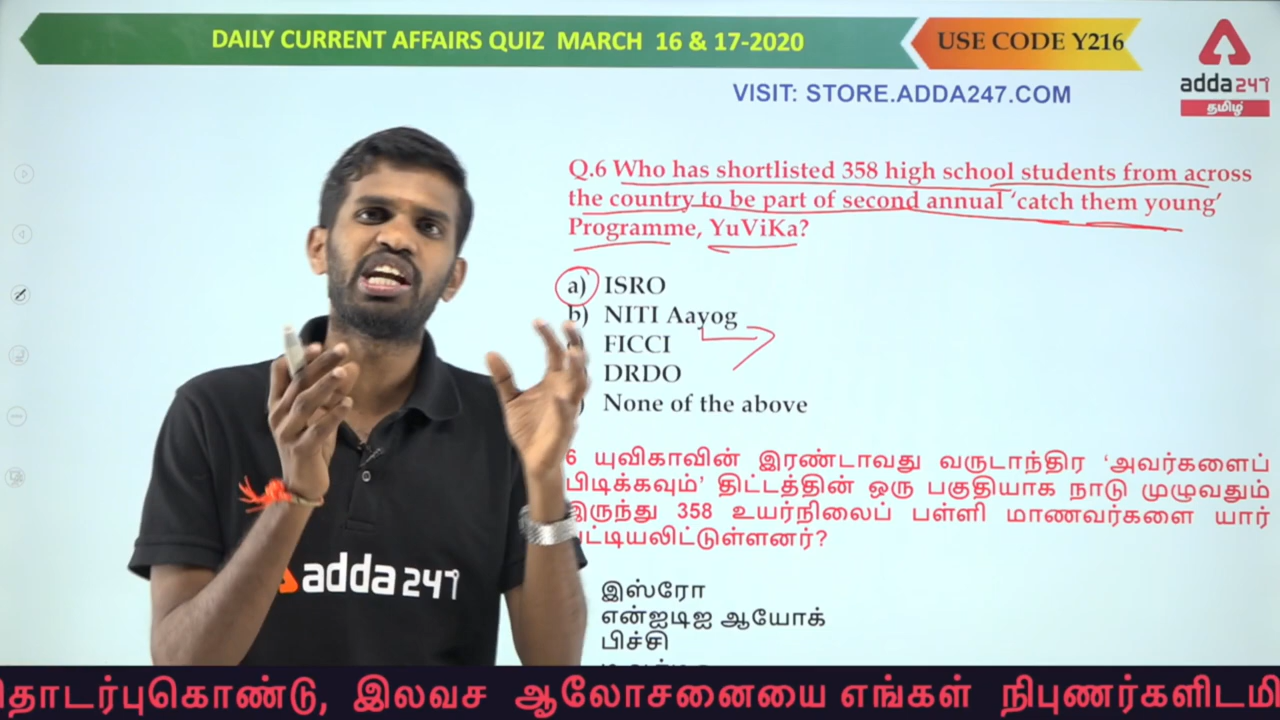 DAILY CURRENT AFFAIRS QUIZ MARCH 16 & 17-2020
USE CODE Y216
adda247
தமிழ்
VISIT: STORE.ADDA247.COM
Q.6 Who has shortlisted 358 high school students from across
the country to be part of second annual ‘catch them young’
Programme, YuViKa?
a) ISRO
b) NITI Aayog
FICCI
DRDO
None of the above
6 யுவிகாவின் இரண்டாவது வருடாந்திர ‘அவர்களைப்
பிடிக்கவும்’ திட்டத்தின் ஒரு பகுதியாக நாடு முழுவதும்
இருந்து 358 உயர்நிலைப் பள்ளி மாணவர்களை யார்
பட்டியலிட்டுள்ளனர்?
இஸ்ரோ
என்ஐடிஐ ஆயோக்
பிச்சி
adda247
தொடர்புகொண்டு, இலவச ஆலோசனையை எங்கள்